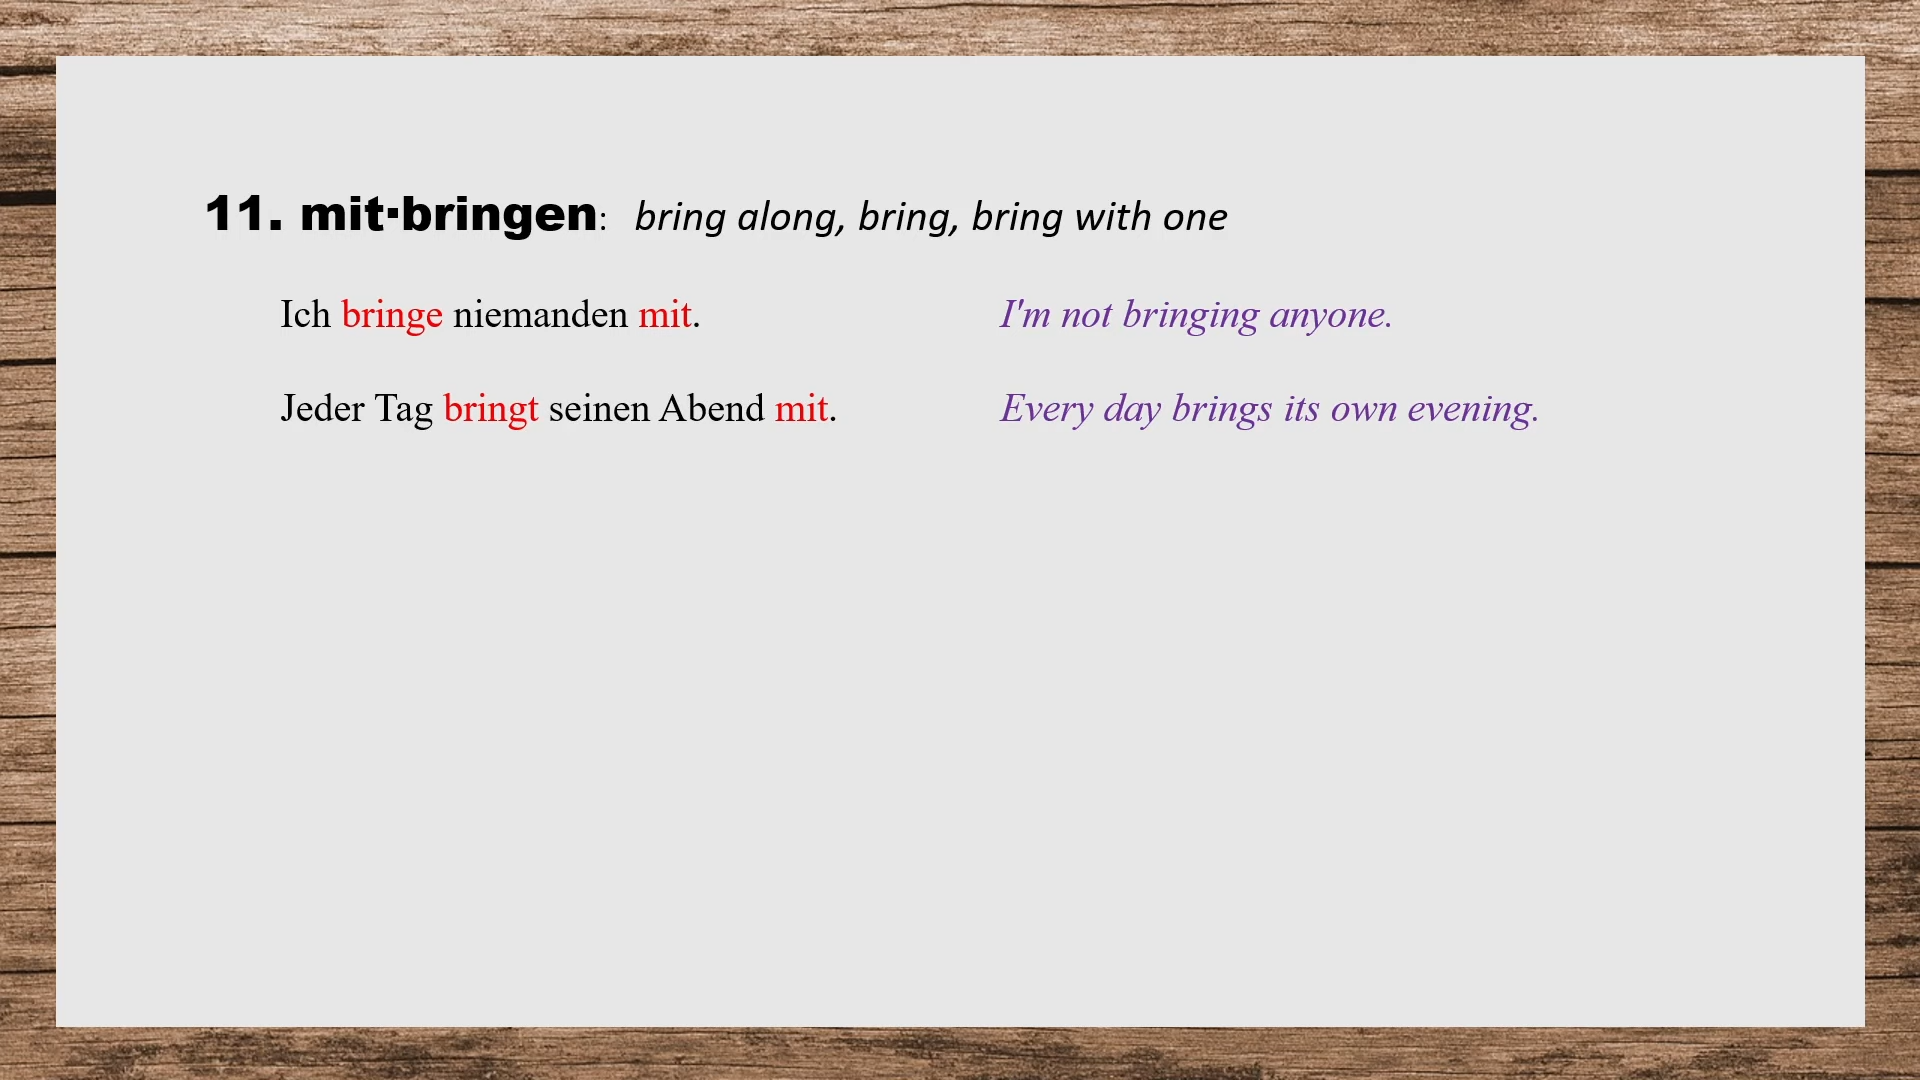 11. mit·bringen: bring along, bring, bring with one
Ich bringe niemanden mit. I'm not bringing anyone.
Jeder Tag bringt seinen Abend mit. Every day brings its own evening.